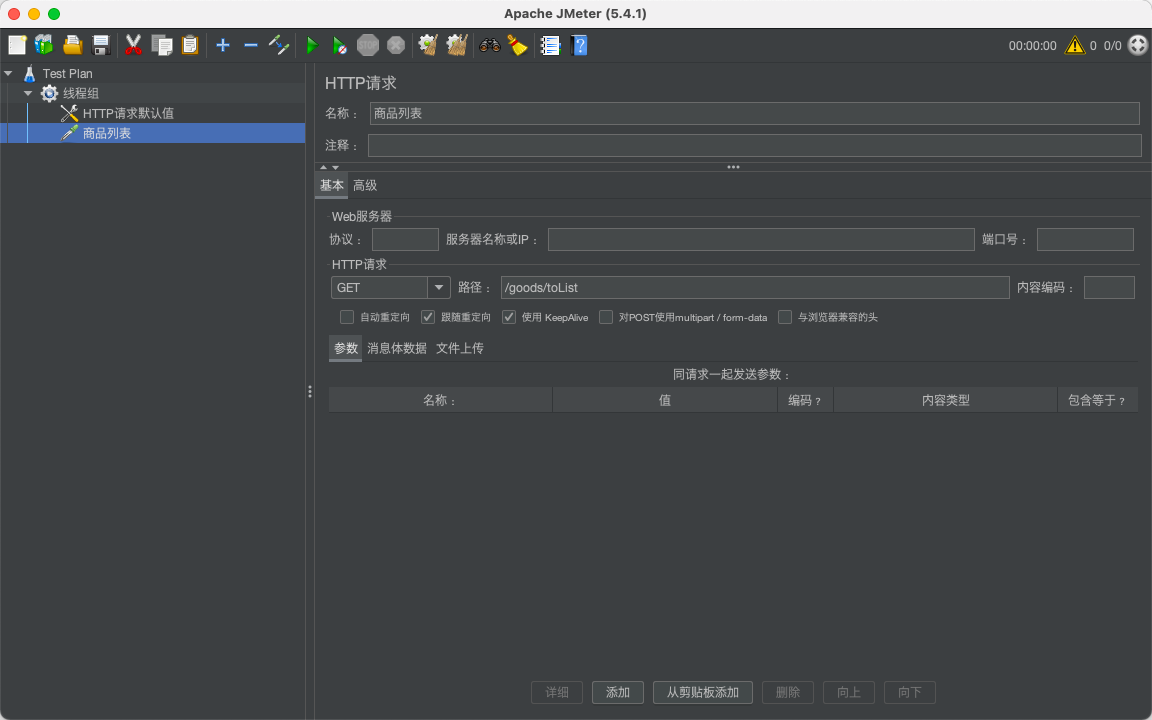 Apache JMeter (5.4.1)
STOP
00:00:00 0 0/0
Test Plan
线程组
HTTP请求默认值
商品列表
HTTP请求
名称： 商品列表
注释：
基本 高级
Web服务器
协议： 服务器名称或IP： 端口号：
HTTP请求
GET 路径： /goods/toList 内容编码：
自动重定向 跟随重定向 使用 KeepAlive 对POST使用multipart / form-data 与浏览器兼容的头
参数 消息体数据 文件上传
同请求一起发送参数：
名称： 值 编码？ 内容类型 包含等于？
详细 添加 从剪贴板添加 删除 向上 向下